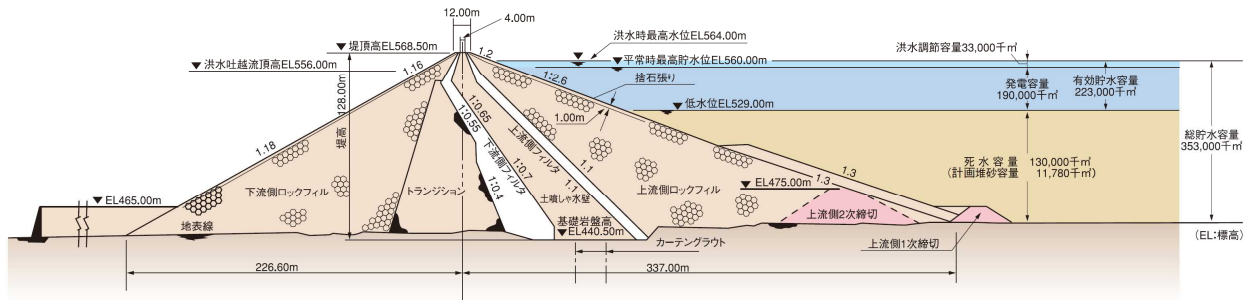 12.00m
4.00m
洪水時最高水位EL564.00m
洪水調節容量33,000千㎥
堤頂高EL568.50m
平常時最高貯水位EL560.00m
洪水吐越流頂高EL556.00m
1.16
1.2
1:2.6
捨石張り
発電容量
190,000千㎥
有効貯水容量
223,000千㎥
128.00m
堤高
低水位EL529.00m
1.00m
1:0.65
1:0.55
上流側フィルタ
下流側フィルタ
1:0.7
1:0.4
1.1
1.1
土噴しゃ水壁
総貯水容量
353,000千㎥
1.18
死水容量 130,000千㎥
(計画堆砂容量 11,780千㎥)
1.3
1.3
下流側ロックフィル
トランジション
上流側ロックフィル
EL475.00m
EL465.00m
地表線
基礎岩盤高
EL440.50m
上流側2次締切
カーテングラウト
上流側1次締切
(EL:標高)
226.60m
337.00m